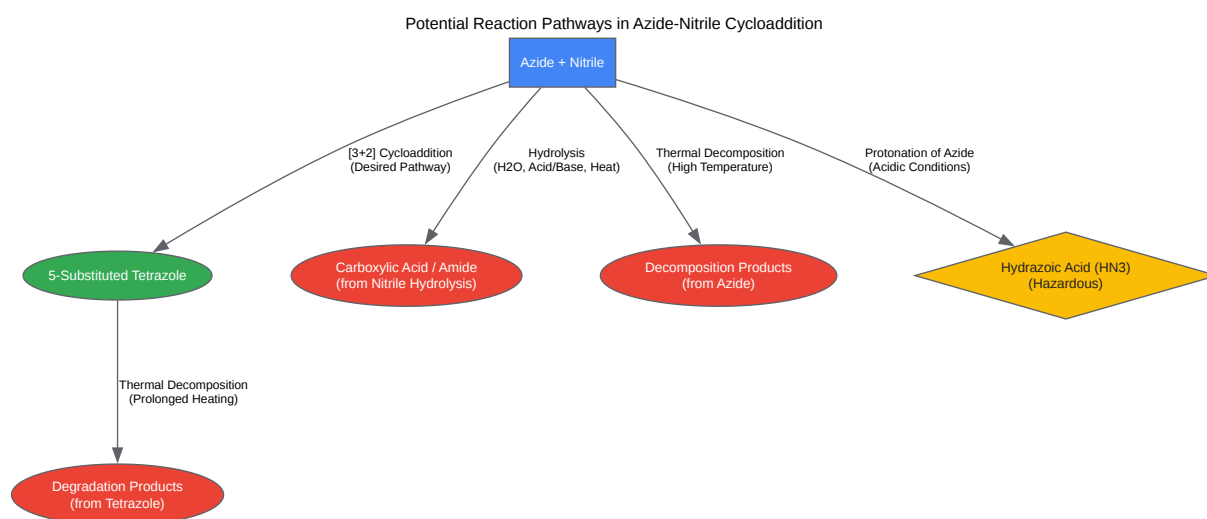 Potential Reaction Pathways in Azide-Nitrile Cycloaddition
Azide + Nitrile
[3+2] Cycloaddition
(Desired Pathway)
Hydrolysis
(H2O, Acid/Base, Heat)
Thermal Decomposition
(High Temperature)
Protonation of Azide
(Acidic Conditions)
5-Substituted Tetrazole
Carboxylic Acid / Amide
(from Nitrile Hydrolysis)
Decomposition Products
(from Azide)
Hydrazoic Acid (HN3)
(Hazardous)
Thermal Decomposition
(Prolonged Heating)
Degradation Products
(from Tetrazole)